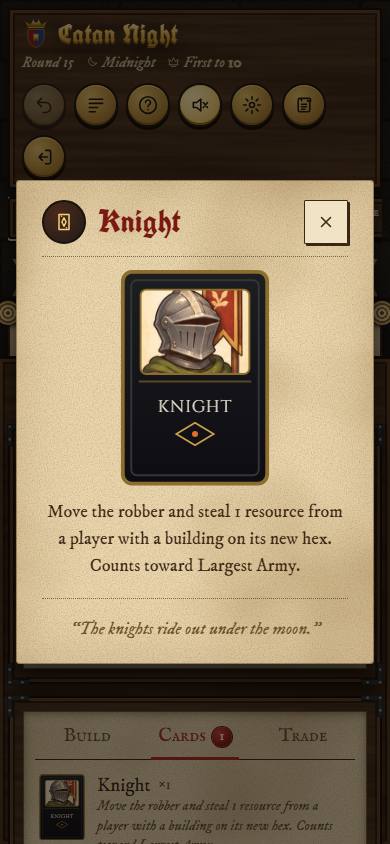 Catan Night
Round 15 Midnight First to 10
Knight
KNIGHT
Move the robber and steal 1 resource from
a player with a building on its new hex.
Counts toward Largest Army.
“The knights ride out under the moon.”
Build Cards 1 Trade
Knight ×1
KNIGHT
Move the robber and steal 1 resource from a
player with a building on its new hex. Counts
toward Largest Army.